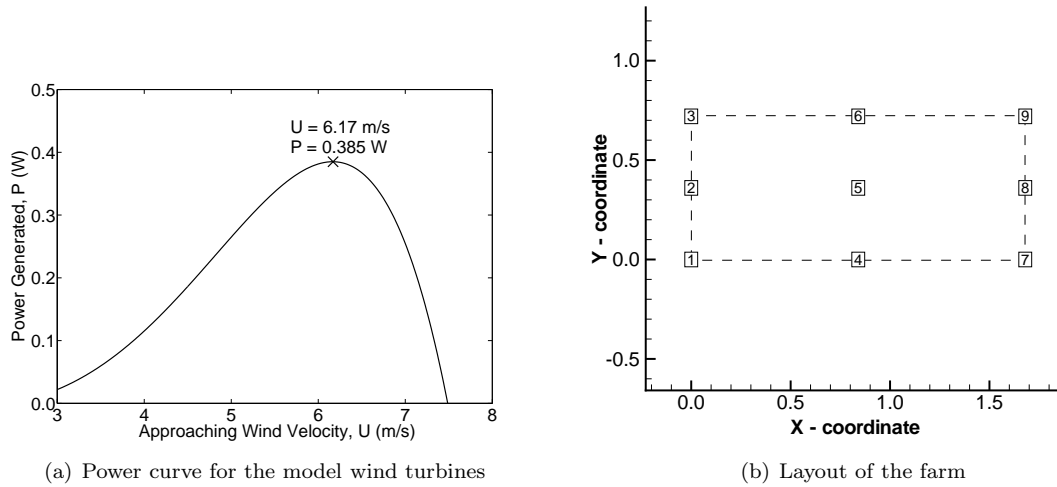 0.5
0.4
0.3
0.2
0.1
0.0
Power Generated, P (W)
U = 6.17 m/s
P = 0.385 W
3 4 5 6 7 8
Approaching Wind Velocity, U (m/s)
(a) Power curve for the model wind turbines
1.0
0.5
0.0
-0.5
Y - coordinate
3 6 9
2 5 8
1 4 7
0.0 0.5 1.0 1.5
X - coordinate
(b) Layout of the farm